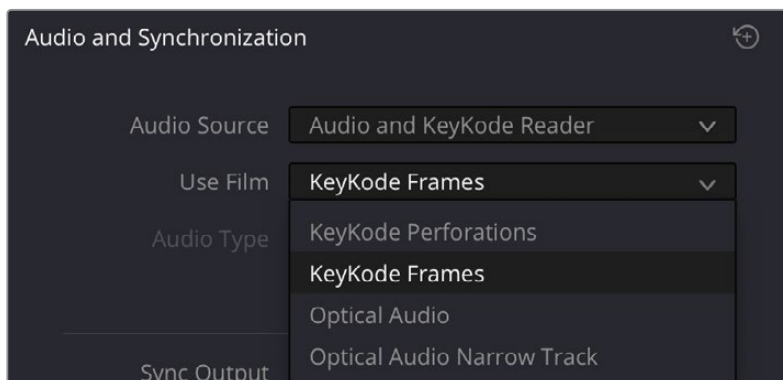 Audio and Synchronization
Audio Source Audio and KeyKode Reader
Use Film KeyKode Frames
Audio Type KeyKode Perforations
KeyKode Frames
Optical Audio
Optical Audio Narrow Track
Sync Output